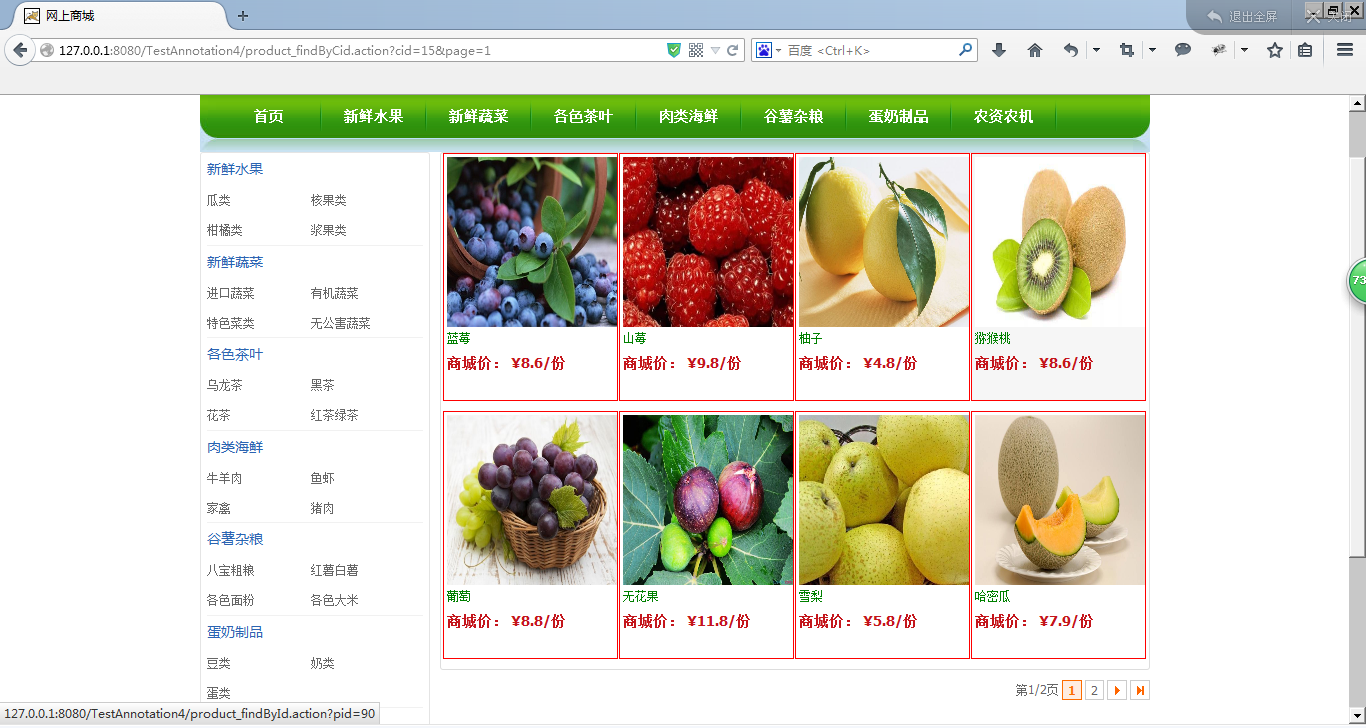 网上商城
退出全屏
关闭
127.0.0.1:8080/TestAnnotation4/product_findByCid.action?cid=15&page=1
百度 <Ctrl+K>
首页 新鲜水果 新鲜蔬菜 各色茶叶 肉类海鲜 谷薯杂粮 蛋奶制品 农资农机
新鲜水果
瓜类 核果类
柑橘类 浆果类
新鲜蔬菜
进口蔬菜 有机蔬菜
特色菜类 无公害蔬菜
各色茶叶
乌龙茶 黑茶
花茶 红茶绿茶
肉类海鲜
牛羊肉 鱼虾
家禽 猪肉
谷薯杂粮
八宝粗粮 红薯白薯
各色面粉 各色大米
蛋奶制品
豆类 奶类
蛋类
蓝莓
商城价： ¥8.6/份
山莓
商城价： ¥9.8/份
柚子
商城价： ¥4.8/份
猕猴桃
商城价： ¥8.6/份
葡萄
商城价： ¥8.8/份
无花果
商城价： ¥11.8/份
雪梨
商城价： ¥5.8/份
哈密瓜
商城价： ¥7.9/份
第1/2页 1 2
73
127.0.0.1:8080/TestAnnotation4/product_findById.action?pid=90